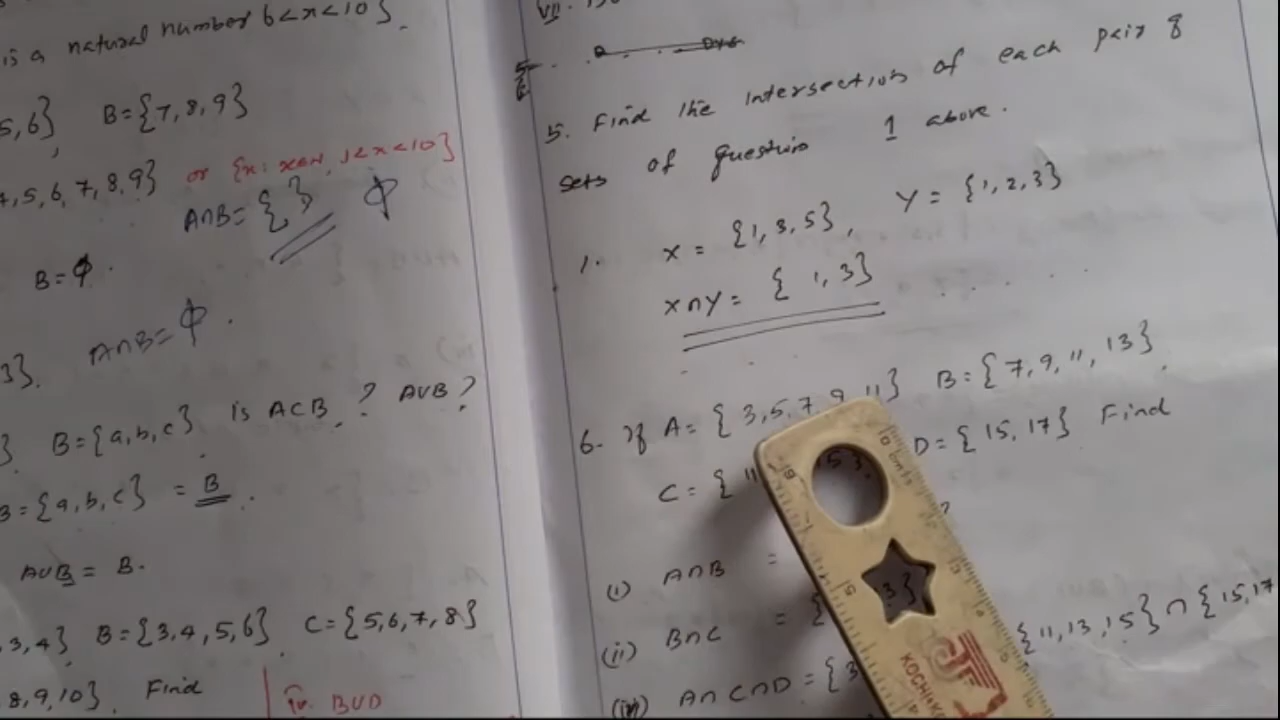 is a natural number 6<x<10}.
5,6}, B={7,8,9}
4,5,6,7,8,9} or {x: x∈N, 1<x<10}
A∩B={ } ϕ
B=ϕ.
3}. A∩B=ϕ.
} B={a,b,c} is A⊂B ? A∪B?
B={a,b,c} = B.
A∪B = B.
3,4} B={3,4,5,6} C={5,6,7,8}
8,9,10}. Find
iv. B∪D
VII.
5. Find the intersection of each pair 8
sets of question 1 above.
1. X = {1,3,5}, Y = {1,2,3}
X∩Y = { 1,3}
6. If A = {3,5,7,9,11} B={7,9,11,13}
C = {11 D={15,17} Find
(i) A∩B =
(ii) B∩C = { 3}
A∩C∩D = {3 {11,13,15}∩{15,17
KOCHI